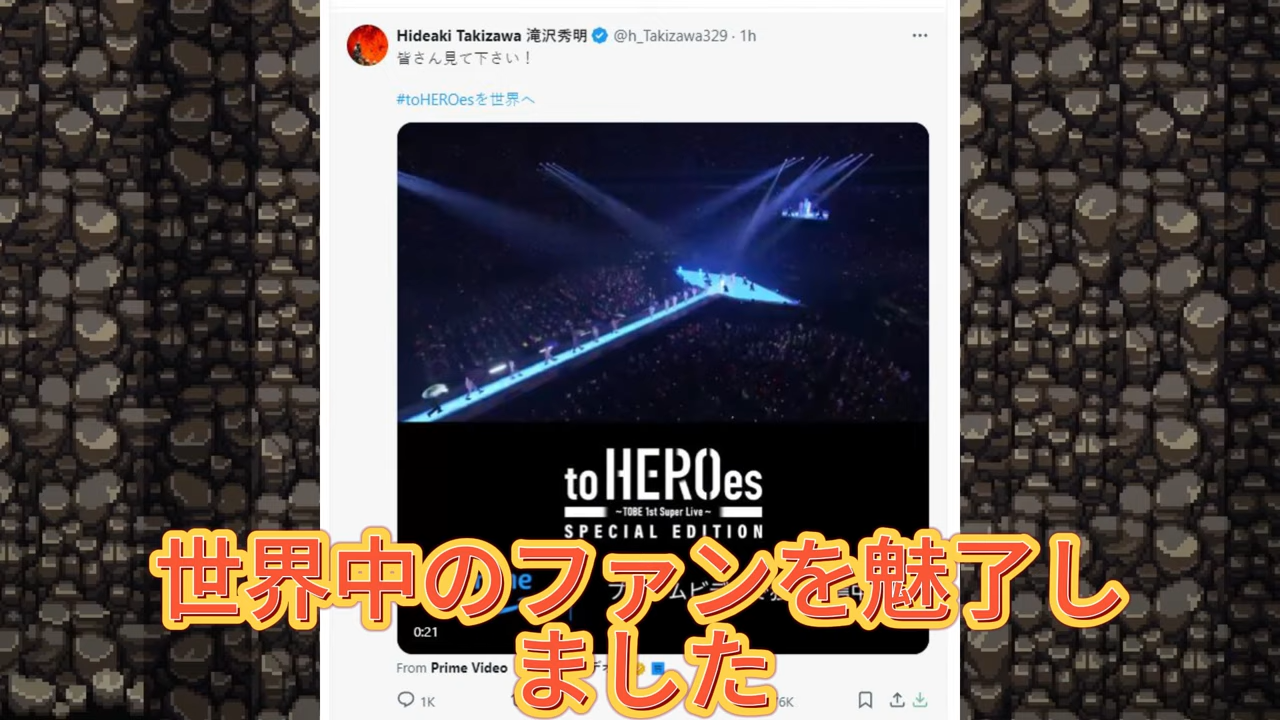 Hideaki Takizawa 滝沢秀明 @h_Takizawa329 · 1h
皆さん見て下さい！
#toHEROesを世界へ
to HEROes
~TOBE 1st Super Live~
SPECIAL EDITION
世界中のファンを魅了し
ました
0:21
From Prime Video
1K
6K